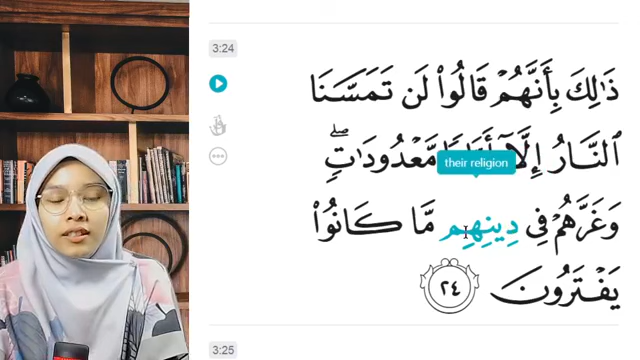 3:24
ذَٰلِكَ بِأَنَّهُمْ قَالُوا۟ لَن تَمَسَّنَا
ٱلنَّارُ إِلَّآ أَيَّامًا مَّعْدُودَٰتٍ ۖ
their religion
وَغَرَّهُمْ فِى دِينِهِم مَّا كَانُوا۟
يَفْتَرُونَ ٢٤
3:25